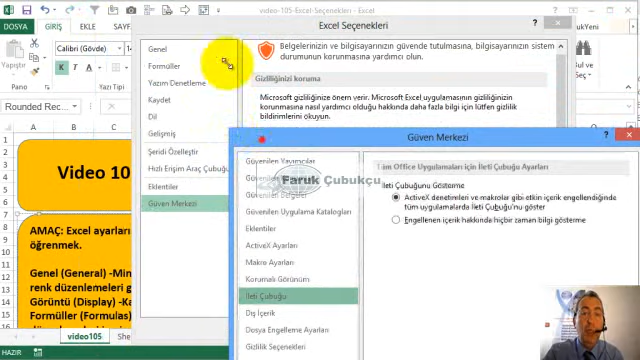 video-105-Excel-Seçenekleri - Excel
DOSYA
GİRİŞ
Excel Seçenekleri
Yapıştır
Calibri (Gövde)
K
T
A
Pano
Rounded Rec...
Genel
Formüller
Yazım Denetleme
Kaydet
Dil
Gelişmiş
Şeridi Özelleştir
Hızlı Erişim Araç Çubuğu
Eklentiler
Güven Merkezi
Belgelerinizin ve bilgisayarınızın güvende tutulmasına, bilgisayarınızın sistem
durumunun korunmasına yardımcı olun.
Gizliliğinizi koruma
Microsoft gizliliğinize önem verir. Microsoft Excel uygulamasının gizliliğinizin
korunmasına nasıl yardımcı olduğu hakkında daha fazla bilgi için lütfen gizlilik
bildirimlerini okuyun.
Güven Merkezi
Güvenilen Yayımcılar
Güvenilen Uygulama Katalogları
Eklentiler
ActiveX Ayarları
Makro Ayarları
Korumalı Görünüm
İleti Çubuğu
Dış İçerik
Dosya Engelleme Ayarları
Gizlilik Seçenekleri
Faruk Çubukçu
Tüm Office Uygulamaları için İleti Çubuğu Ayarları
İleti Çubuğunu Gösterme
ActiveX denetimleri ve makrolar gibi etkin içerik engellendiğinde
tüm uygulamalarda İleti Çubuğu'nu göster
Engellenen içerik hakkında hiçbir zaman bilgi gösterme
A B C
1
2
3
4
5
6
7
8
9
10
11
12
13
14
Video 10
AMAÇ: Excel ayarları
öğrenmek.
Genel (General) -Min
renk düzenlemeleri g
Görüntü (Display) -Ka
Formüller (Formulas)
video105
She
HAZIR